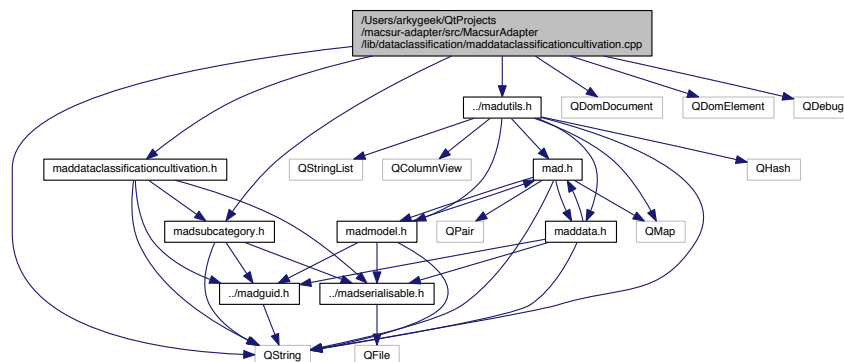 /Users/arkygeek/QtProjects
/macsur-adapter/src/MacsurAdapter
/lib/dataclassification/maddataclassificationcultivation.cpp
../madutils.h
QDomDocument
QDomElement
QDebug
maddataclassificationcultivation.h
QStringList
QColumnView
mad.h
QHash
madsubcategory.h
madmodel.h
QPair
maddata.h
QMap
../madguid.h
../madserialisable.h
QString
QFile